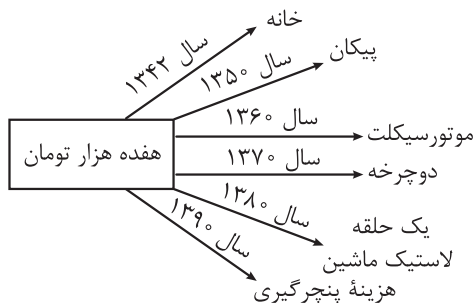 خانه
سال ۱۳۴۲
پیکان
سال ۱۳۵۰
سال ۱۳۶۰
موتورسیکلت
هفده هزار تومان
سال ۱۳۷۰
دوچرخه
سال ۱۳۸۰
یک حلقه
لاستیک ماشین
سال ۱۳۹۰
هزینهٔ پنچرگیری